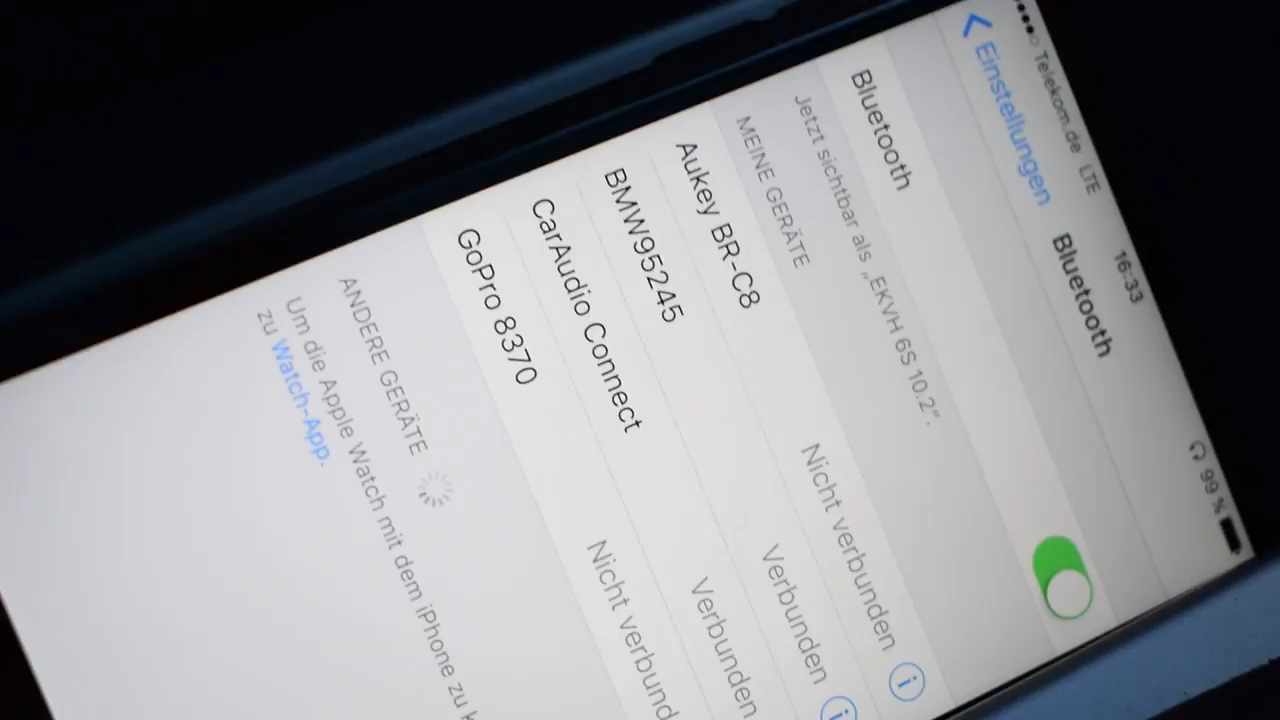 Telekom.de LTE 16:33 99 %
Einstellungen Bluetooth
Bluetooth
Jetzt sichtbar als „EKVH 6S 10.2“.
MEINE GERÄTE
Aukey BR-C8 Nicht verbunden
BMW95245 Verbunden
CarAudio Connect Verbunden
GoPro 8370 Nicht verbund
ANDERE GERÄTE
Um die Apple Watch mit dem iPhone zu k
zu Watch-App.